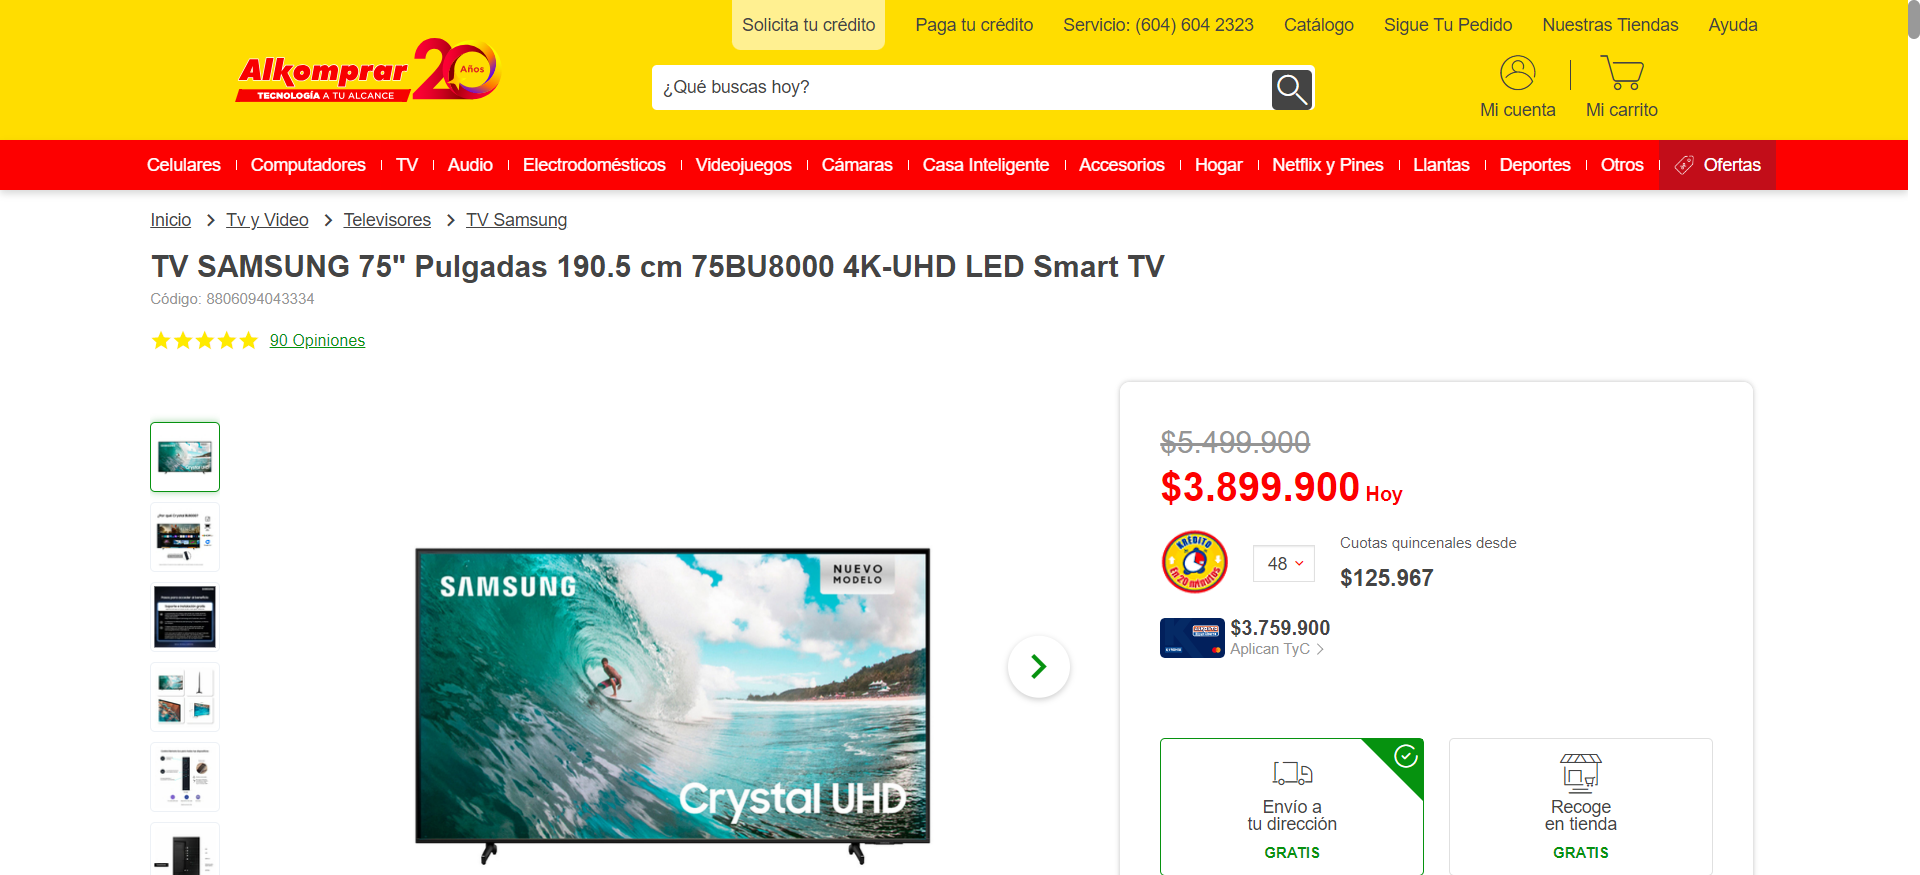 Solicita tu crédito
Paga tu crédito
Servicio: (604) 604 2323
Catálogo
Sigue Tu Pedido
Nuestras Tiendas
Ayuda
Alkomprar 20 Años
TECNOLOGÍA A TU ALCANCE
¿Qué buscas hoy?
Mi cuenta
Mi carrito
Celulares
Computadores
TV
Audio
Electrodomésticos
Videojuegos
Cámaras
Casa Inteligente
Accesorios
Hogar
Netflix y Pines
Llantas
Deportes
Otros
Ofertas
Inicio > Tv y Video > Televisores > TV Samsung
TV SAMSUNG 75" Pulgadas 190.5 cm 75BU8000 4K-UHD LED Smart TV
Código: 8806094043334
90 Opiniones
SAMSUNG
NUEVO
MODELO
Crystal UHD
$5.499.900
$3.899.900 Hoy
KREDITO
En 20 minutos
48
Cuotas quincenales desde
$125.967
$3.759.900
Aplican TyC >
Envío a
tu dirección
GRATIS
Recoge
en tienda
GRATIS